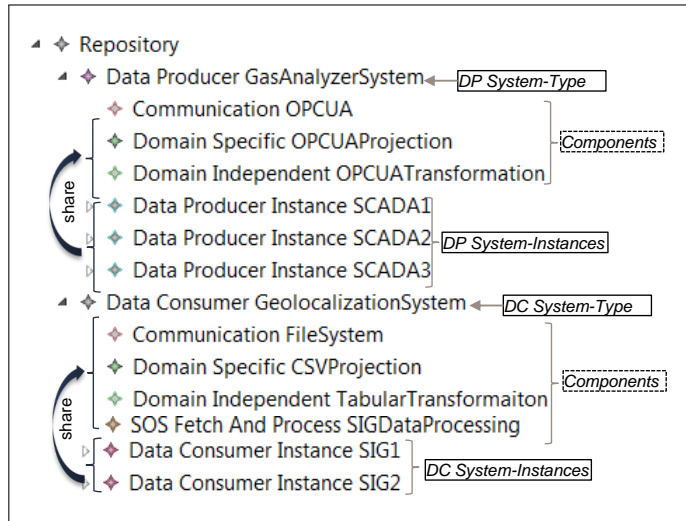 Repository
Data Producer GasAnalyzerSystem
DP System-Type
Communication OPCUA
Domain Specific OPCUAProjection
Components
Domain Independent OPCUATransformation
share
Data Producer Instance SCADA1
Data Producer Instance SCADA2
DP System-Instances
Data Producer Instance SCADA3
Data Consumer GeolocalizationSystem
DC System-Type
Communication FileSystem
Domain Specific CSVProjection
Components
Domain Independent TabularTransformaiton
share
SOS Fetch And Process SIGDataProcessing
Data Consumer Instance SIG1
DC System-Instances
Data Consumer Instance SIG2